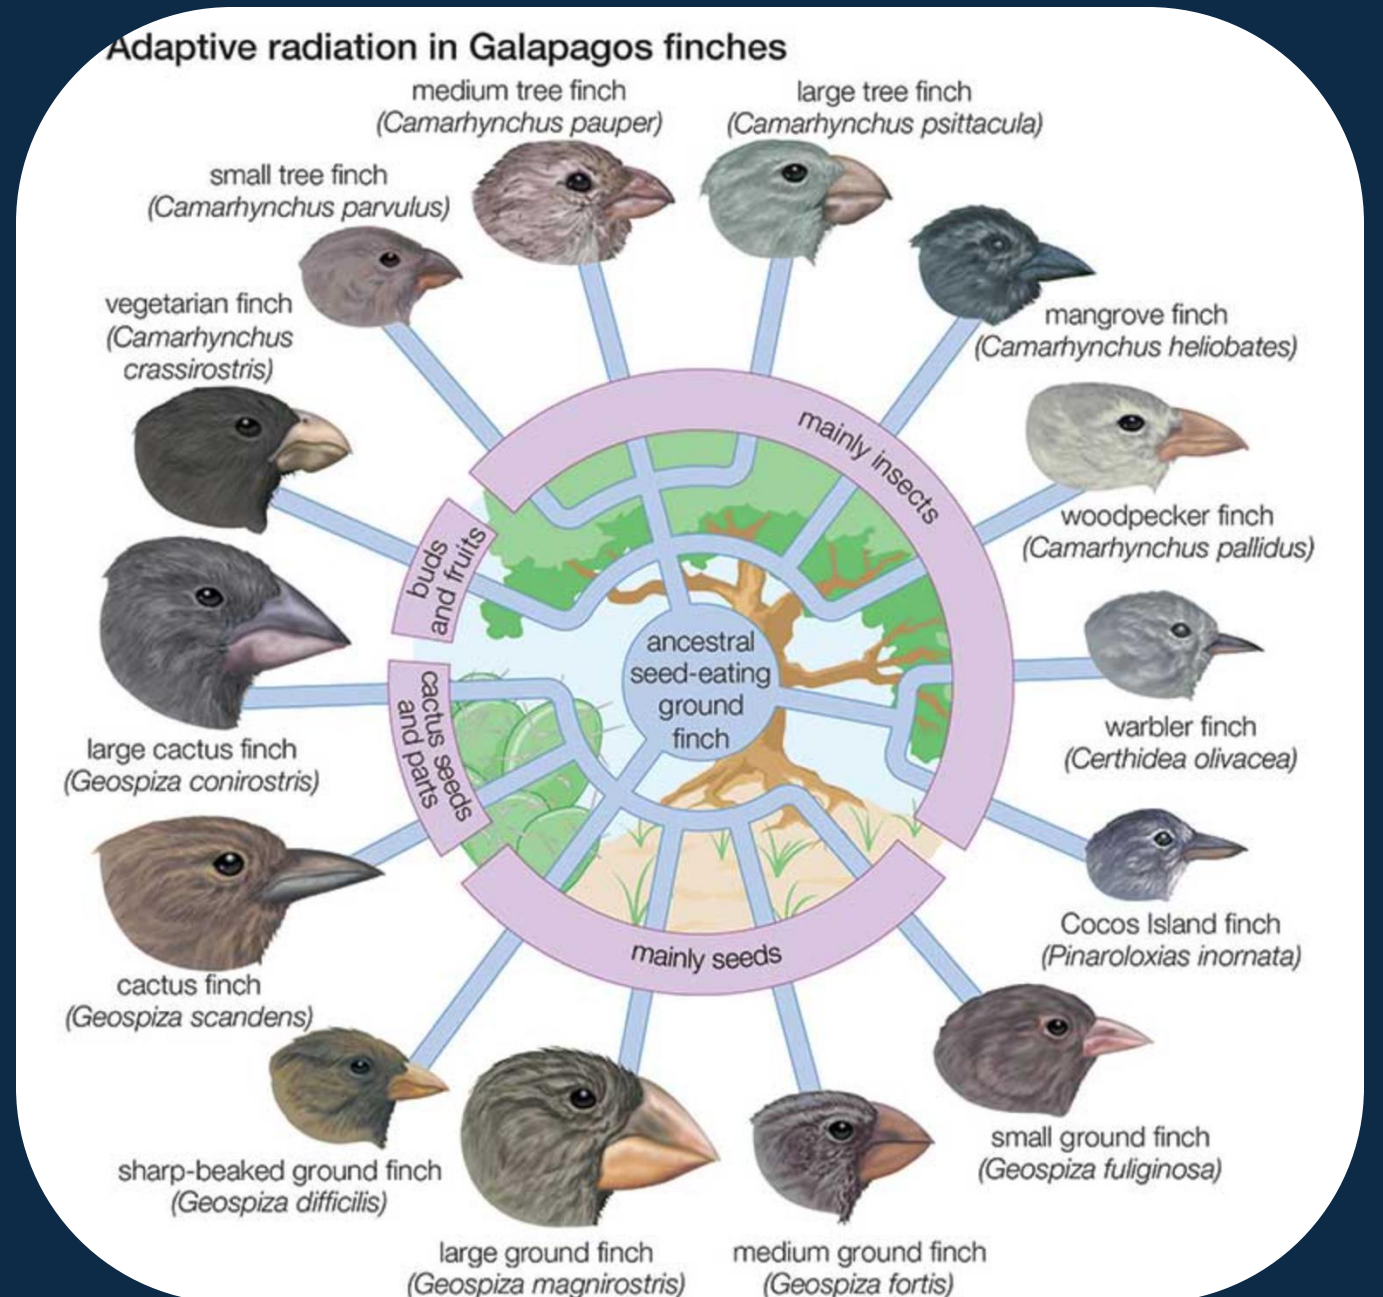 Adaptive radiation in Galapagos finches
medium tree finch
(Camarhynchus pauper)
large tree finch
(Camarhynchus psittacula)
small tree finch
(Camarhynchus parvulus)
mangrove finch
(Camarhynchus heliobates)
vegetarian finch
(Camarhynchus
crassirostris)
woodpecker finch
(Camarhynchus pallidus)
mainly insects
buds
and fruits
ancestral
seed-eating
ground
finch
cactus seeds
and parts
mainly seeds
warbler finch
(Certhidea olivacea)
large cactus finch
(Geospiza conirostris)
Cocos Island finch
(Pinaroloxias inornata)
cactus finch
(Geospiza scandens)
small ground finch
(Geospiza fuliginosa)
sharp-beaked ground finch
(Geospiza difficilis)
large ground finch
(Geospiza magnirostris)
medium ground finch
(Geospiza fortis)